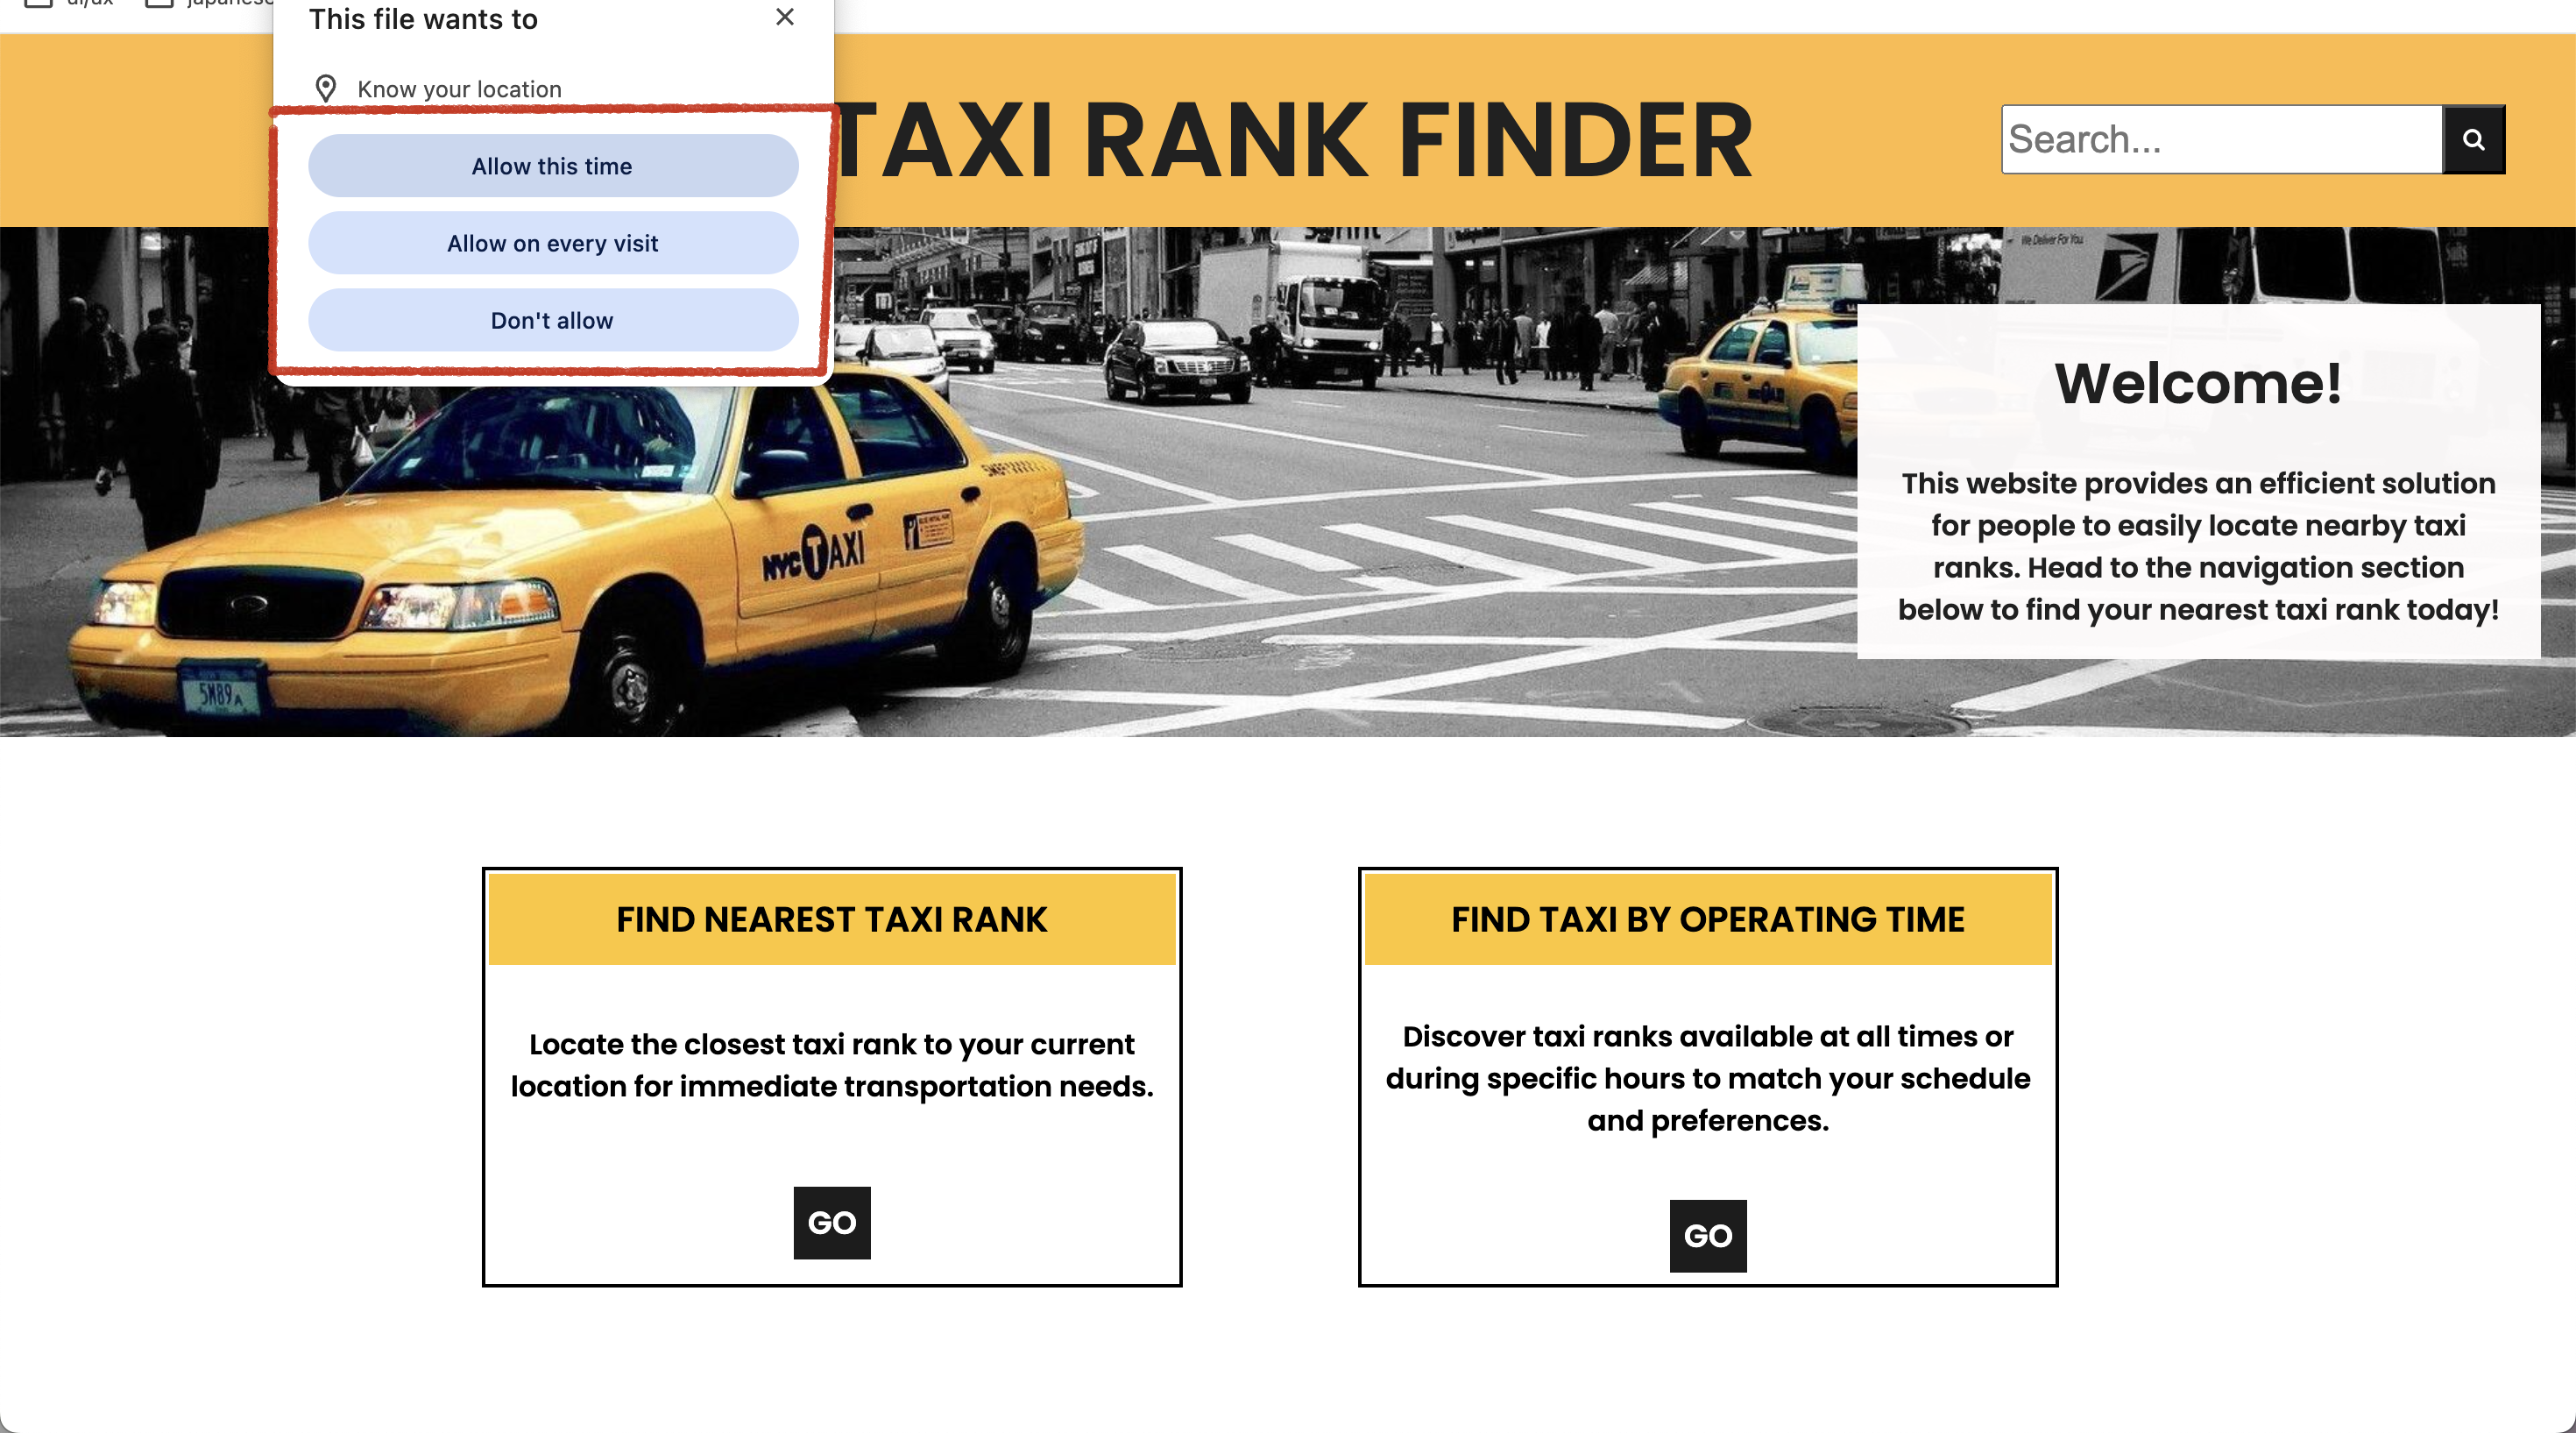 ui/ux japanese
This file wants to
Know your location
Allow this time
Allow on every visit
Don't allow
TAXI RANK FINDER
Search...
We Deliver For You
NYC TAXI
5M89A
Welcome!
This website provides an efficient solution
for people to easily locate nearby taxi
ranks. Head to the navigation section
below to find your nearest taxi rank today!
FIND NEAREST TAXI RANK
Locate the closest taxi rank to your current
location for immediate transportation needs.
GO
FIND TAXI BY OPERATING TIME
Discover taxi ranks available at all times or
during specific hours to match your schedule
and preferences.
GO